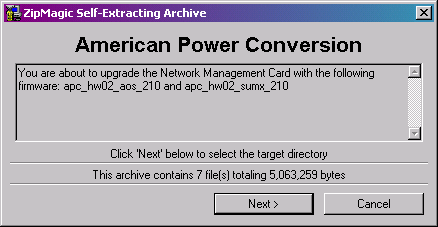 ZipMagic Self-Extracting Archive
American Power Conversion
You are about to upgrade the Network Management Card with the following
firmware: apc_hw02_aos_210 and apc_hw02_sumx_210
Click 'Next' below to select the target directory
This archive contains 7 file(s) totaling 5,063,259 bytes
Next >
Cancel